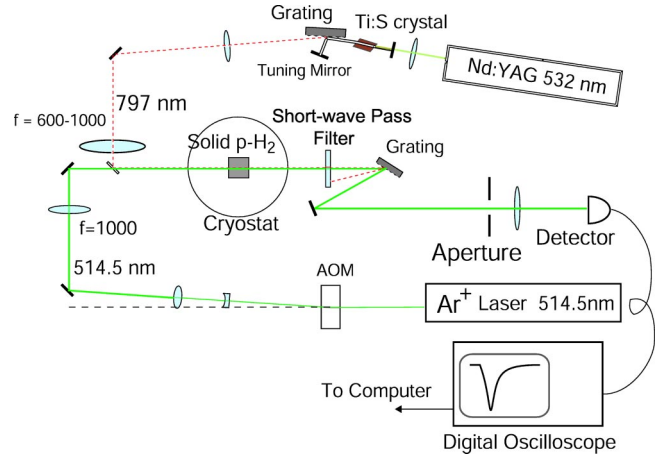 Grating
Ti:S crystal
Nd:YAG 532 nm
Tuning Mirror
797 nm
f = 600-1000
Short-wave Pass
Filter
Solid p-H2
Grating
Cryostat
f=1000
Aperture
Detector
514.5 nm
AOM
Ar+ Laser 514.5nm
To Computer
Digital Oscilloscope